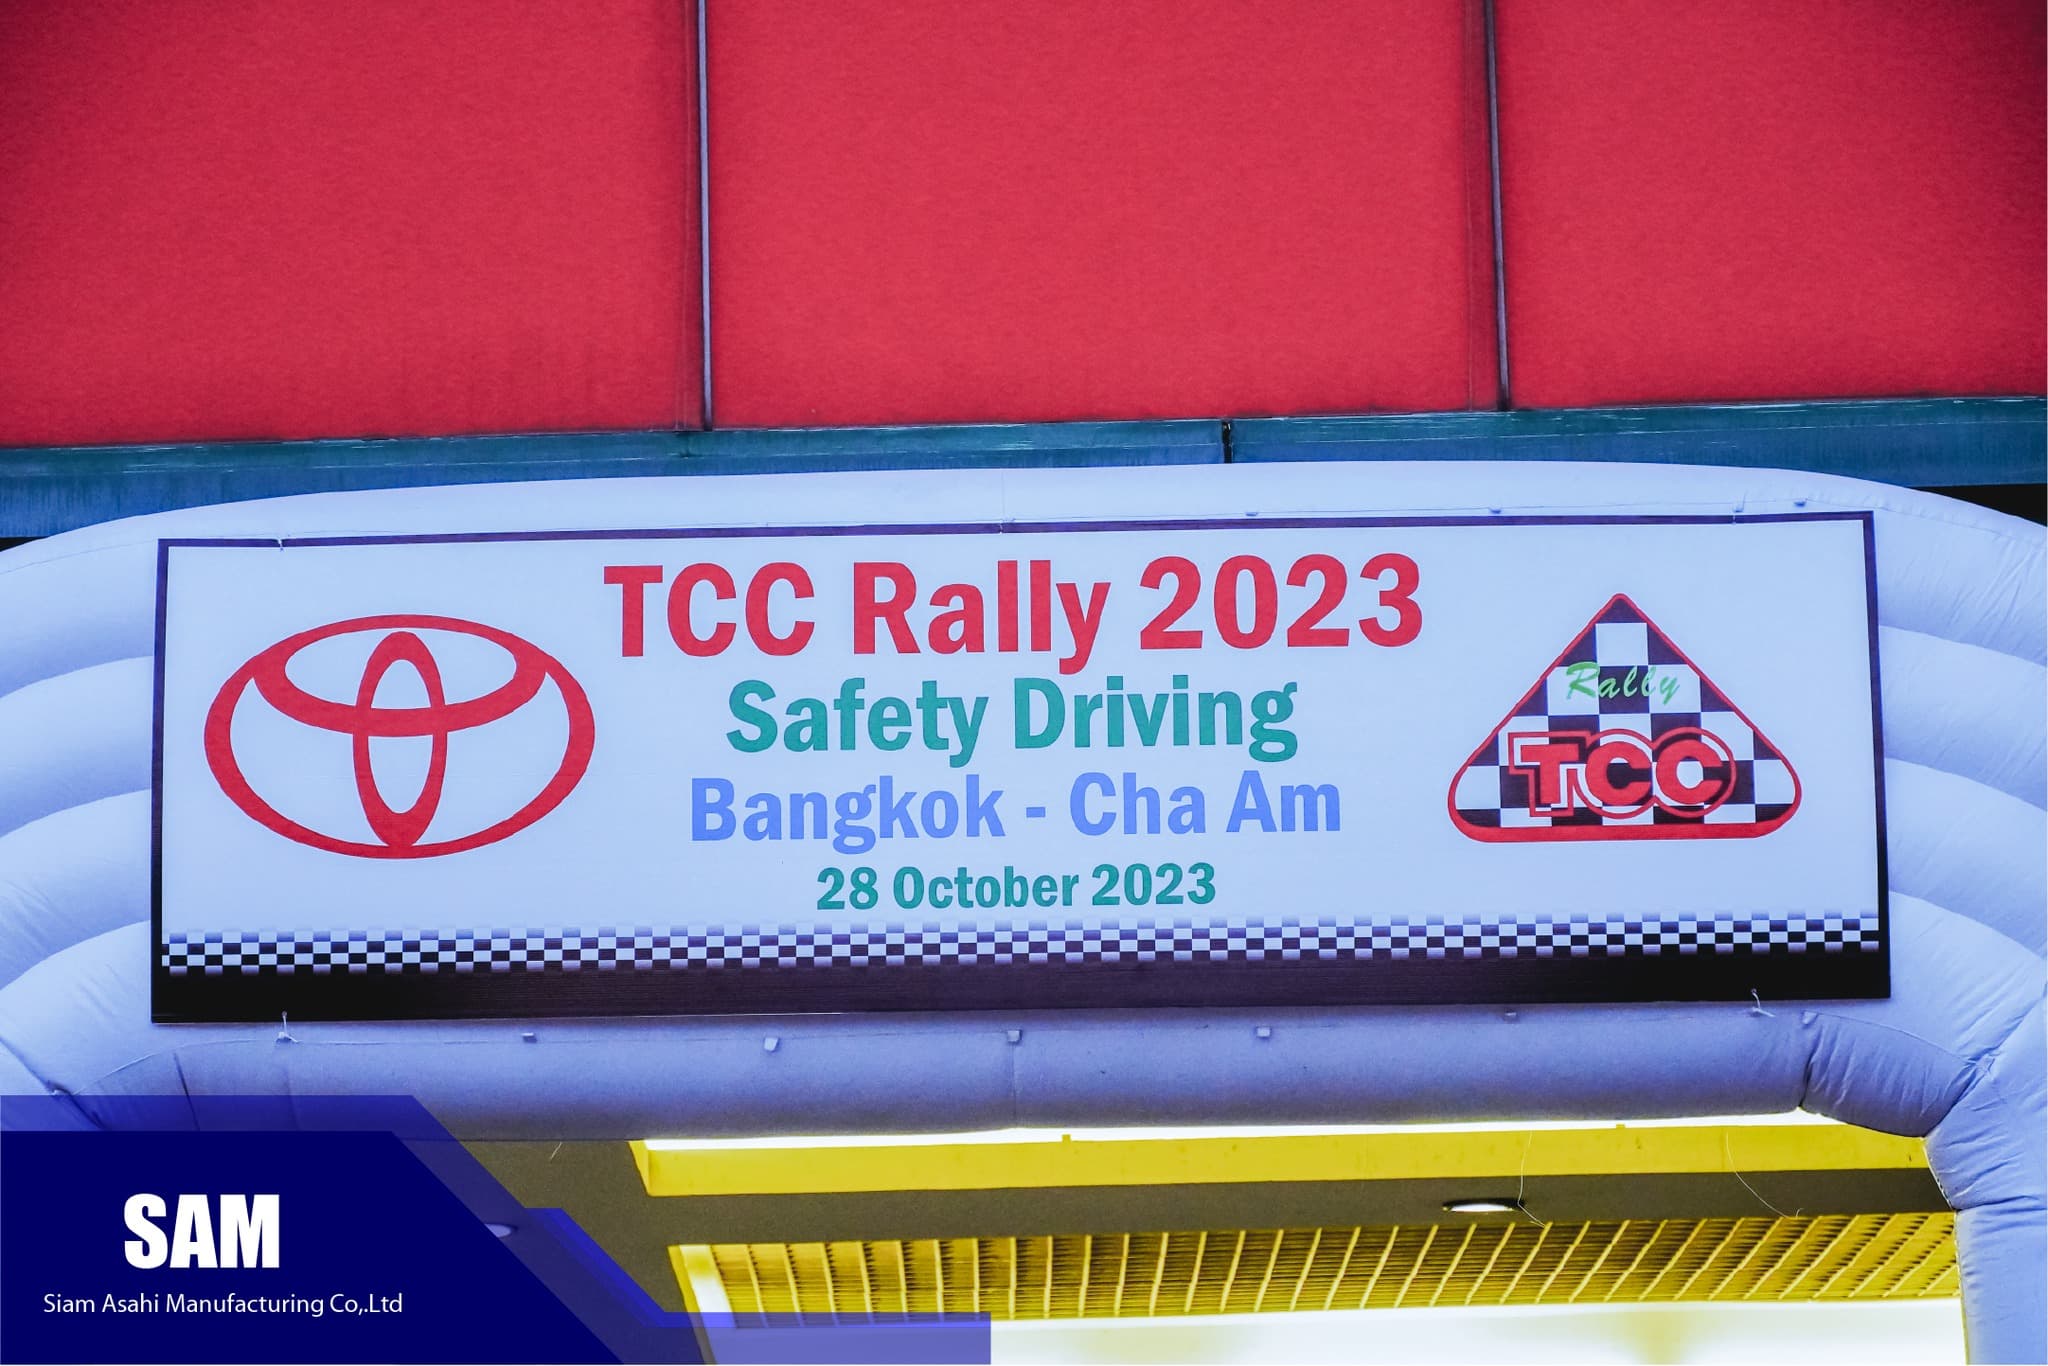 TCC Rally 2023
Safety Driving
Bangkok - Cha Am
28 October 2023
Rally
TCC
SAM
Siam Asahi Manufacturing Co,.Ltd